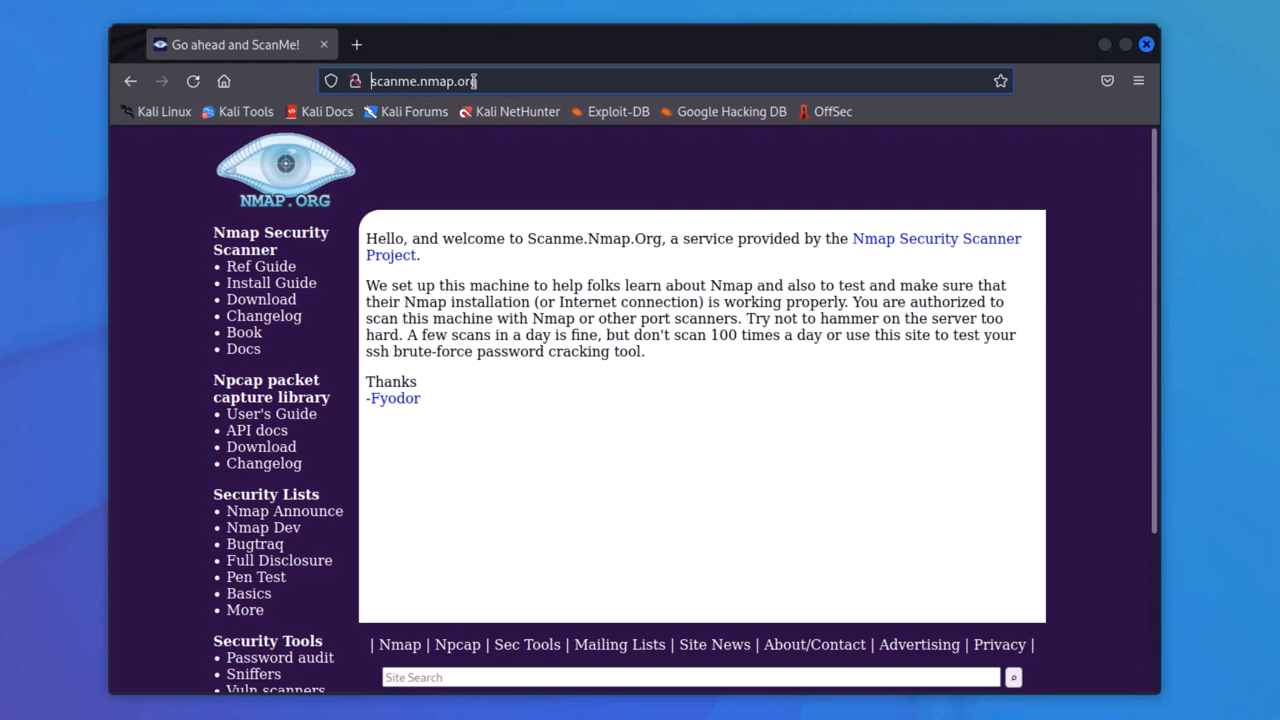 Go ahead and ScanMe!
scanme.nmap.org
Kali Linux Kali Tools Kali Docs Kali Forums Kali NetHunter Exploit-DB Google Hacking DB OffSec
NMAP.ORG
Nmap Security
Scanner
• Ref Guide
• Install Guide
• Download
• Changelog
• Book
• Docs
Npcap packet
capture library
• User's Guide
• API docs
• Download
• Changelog
Security Lists
• Nmap Announce
• Nmap Dev
• Bugtraq
• Full Disclosure
• Pen Test
• Basics
• More
Security Tools
• Password audit
• Sniffers
• Vuln scanners
Hello, and welcome to Scanme.Nmap.Org, a service provided by the Nmap Security Scanner
Project.
We set up this machine to help folks learn about Nmap and also to test and make sure that
their Nmap installation (or Internet connection) is working properly. You are authorized to
scan this machine with Nmap or other port scanners. Try not to hammer on the server too
hard. A few scans in a day is fine, but don't scan 100 times a day or use this site to test your
ssh brute-force password cracking tool.
Thanks
-Fyodor
| Nmap | Npcap | Sec Tools | Mailing Lists | Site News | About/Contact | Advertising | Privacy |
Site Search